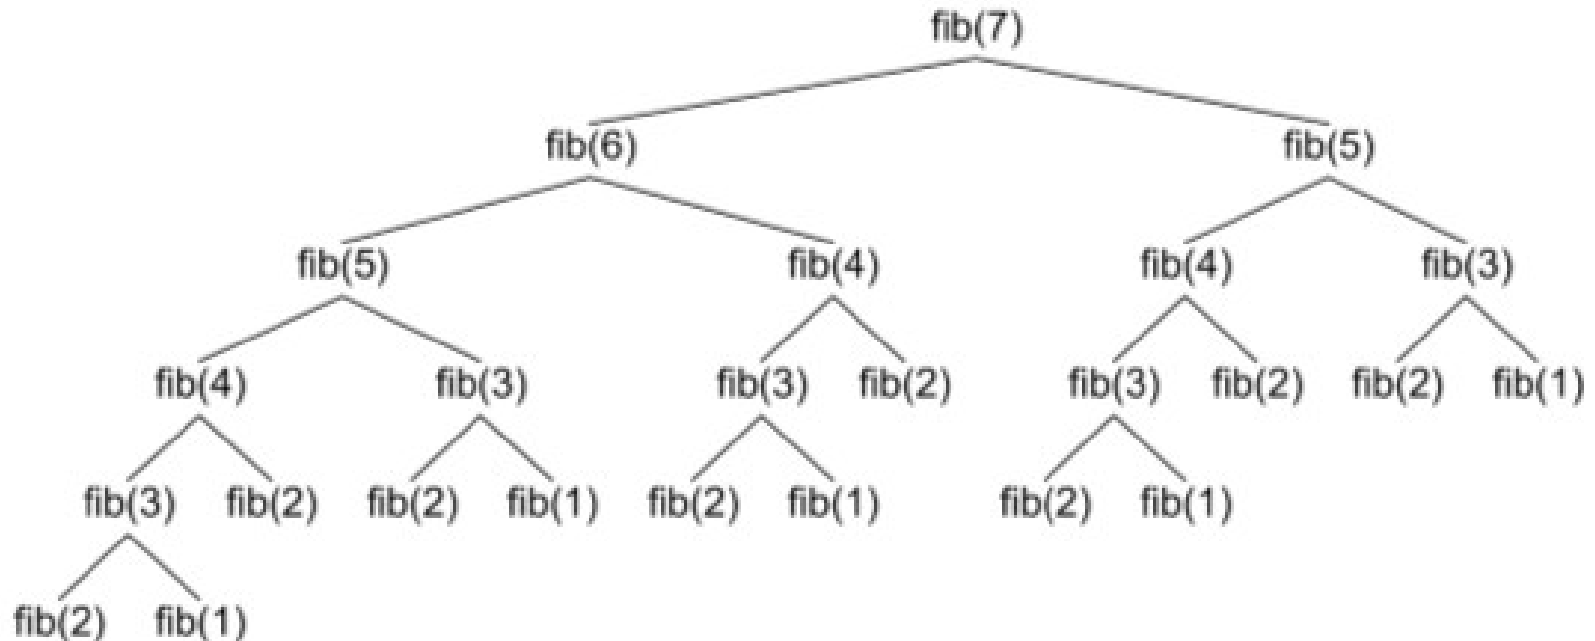 fib(7)
fib(6) fib(5)
fib(5) fib(4) fib(4) fib(3)
fib(4) fib(3) fib(3) fib(2) fib(3) fib(2) fib(2) fib(1)
fib(3) fib(2) fib(2) fib(1) fib(2) fib(1) fib(2) fib(1)
fib(2) fib(1)